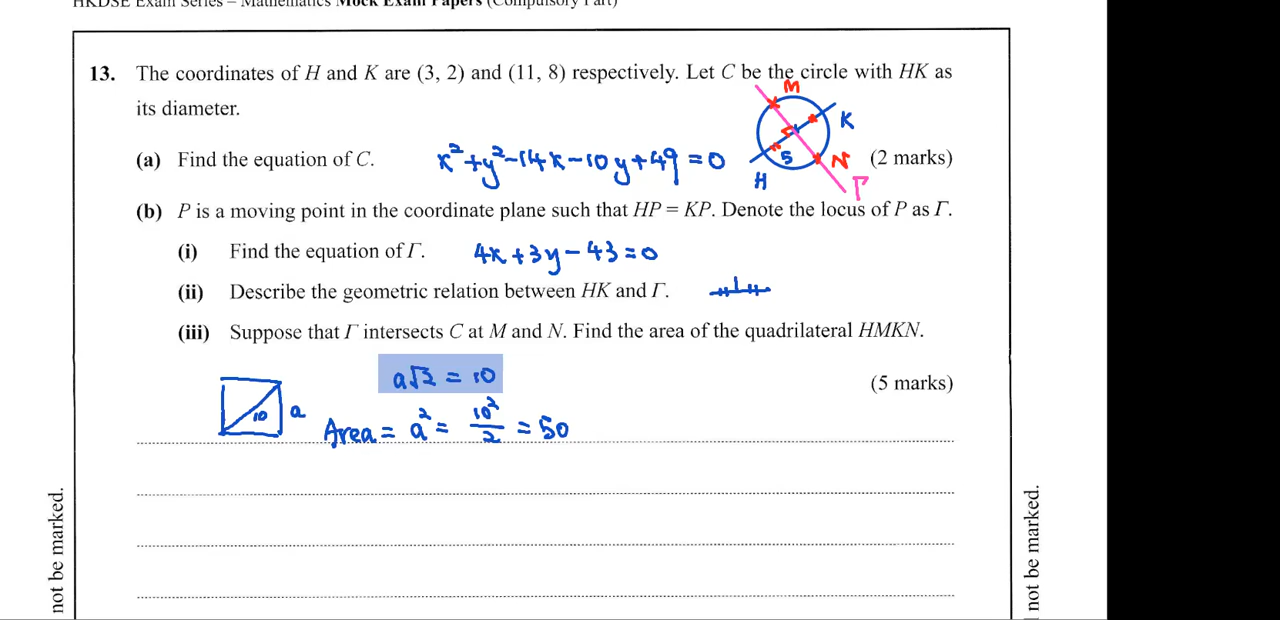 HKDSE Exam Series – Mathematics Mock Exam Papers (Compulsory Part)
13. The coordinates of H and K are (3, 2) and (11, 8) respectively. Let C be the circle with HK as
its diameter.
M
K
(a) Find the equation of C. x²+y²-14x-10y+49=0 (2 marks)
5
N
H
Γ
(b) P is a moving point in the coordinate plane such that HP = KP. Denote the locus of P as Γ.
(i) Find the equation of Γ. 4x+3y-43=0
(ii) Describe the geometric relation between HK and Γ.
(iii) Suppose that Γ intersects C at M and N. Find the area of the quadrilateral HMKN.
a√2 = 10
(5 marks)
10 a
Area = a² = 10²/2 = 50
not be marked.
not be marked.